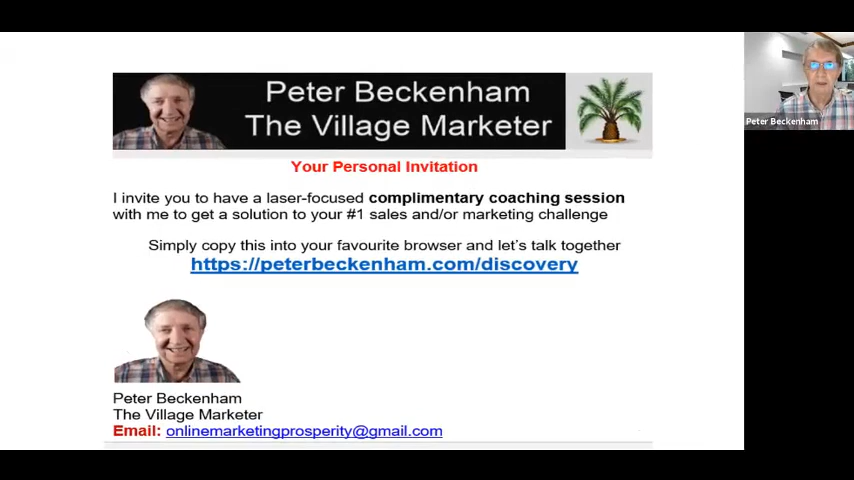 Peter Beckenham
The Village Marketer
Your Personal Invitation
I invite you to have a laser-focused complimentary coaching session
with me to get a solution to your #1 sales and/or marketing challenge
Simply copy this into your favourite browser and let's talk together
https://peterbeckenham.com/discovery
Peter Beckenham
The Village Marketer
Email: onlinemarketingprosperity@gmail.com
Peter Beckenham